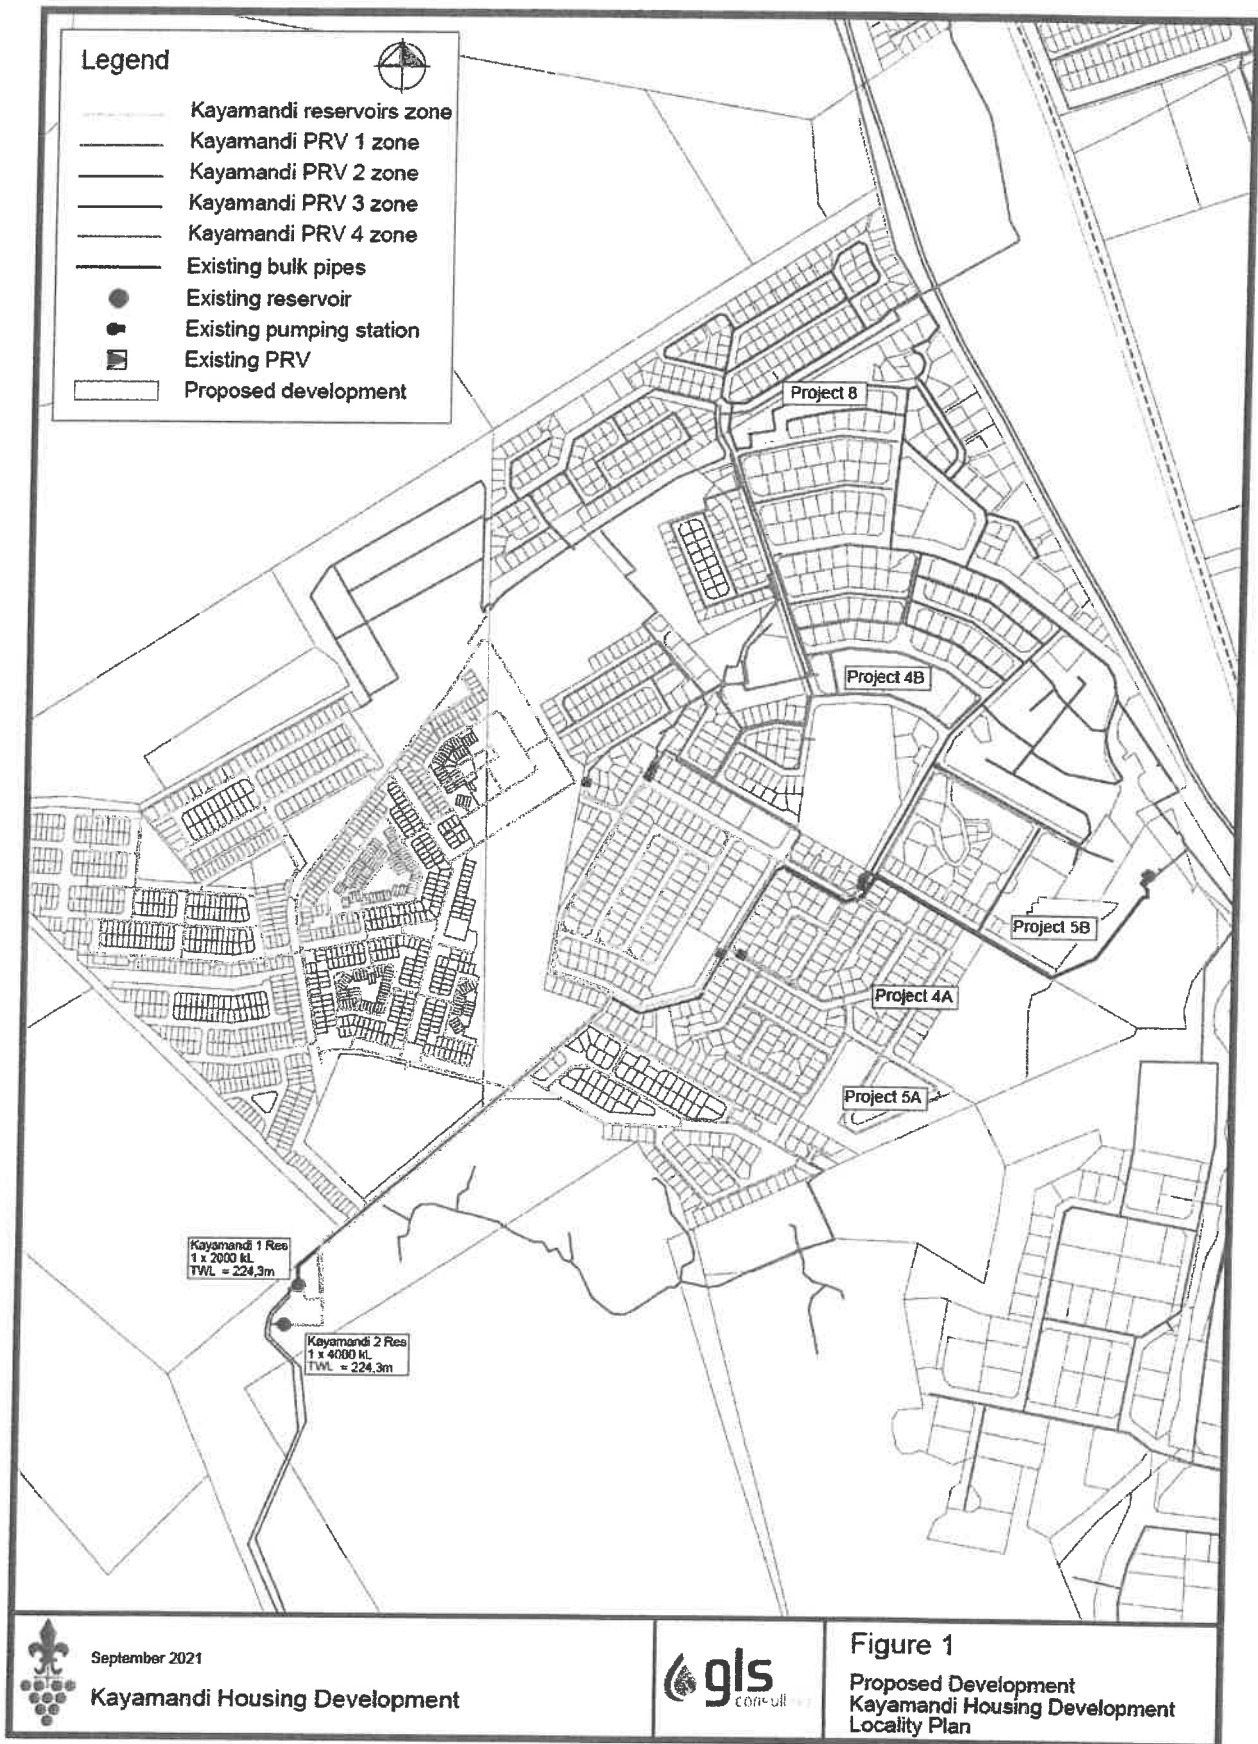 Legend
Kayamandi reservoirs zone
Kayamandi PRV 1 zone
Kayamandi PRV 2 zone
Kayamandi PRV 3 zone
Kayamandi PRV 4 zone
Existing bulk pipes
Existing reservoir
Existing pumping station
Existing PRV
Proposed development
Project 8
Project 4B
Project 5B
Project 4A
Project 5A
Kayamandi 1 Res
1 x 2000 kL
TWL = 224,3m
Kayamandi 2 Res
1 x 4000 kL
TWL = 224,3m
September 2021
Kayamandi Housing Development
gls
consulting
Figure 1
Proposed Development
Kayamandi Housing Development
Locality Plan